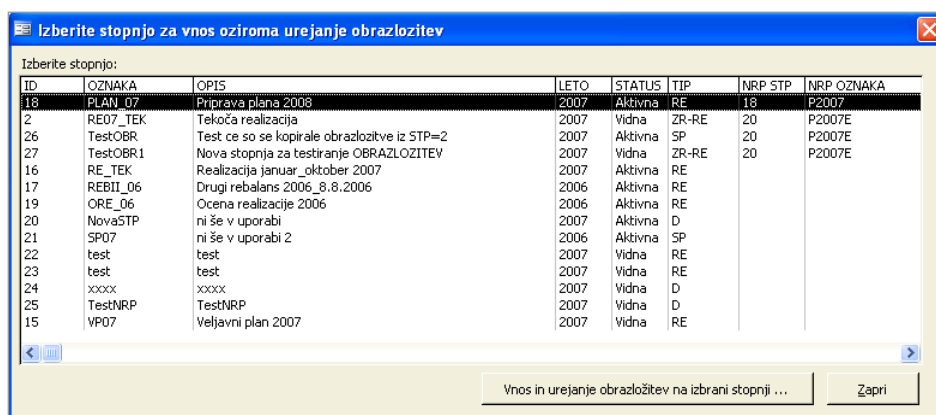 Izberite stopnjo za vnos oziroma urejanje obrazlozitev
Izberite stopnjo:
ID OZNAKA OPIS LETO STATUS TIP NRP STP NRP OZNAKA
18 PLAN_07 Priprava plana 2008 2007 Aktivna RE 18 P2007
2 RE07_TEK Tekoča realizacija 2007 Vidna ZR-RE 20 P2007E
26 TestOBR Test ce so se kopirale obrazlozitve iz STP=2 2007 Aktivna SP 20 P2007E
27 TestOBR1 Nova stopnja za testiranje OBRAZLOZITEV 2007 Vidna ZR-RE 20 P2007E
16 RE_TEK Realizacija januar_oktober 2007 2007 Aktivna RE
17 REBII_06 Drugi rebalans 2006_8.8.2006 2006 Aktivna RE
19 ORE_06 Ocena realizacije 2006 2006 Aktivna RE
20 NovaSTP ni še v uporabi 2007 Aktivna D
21 SP07 ni še v uporabi 2 2006 Aktivna SP
22 test test 2007 Vidna RE
23 test test 2007 Vidna RE
24 xxxx xxxx 2007 Vidna D
25 TestNRP TestNRP 2007 Vidna D
15 VP07 Veljavni plan 2007 2007 Vidna RE
Vnos in urejanje obrazložitev na izbrani stopnji ... Zapri